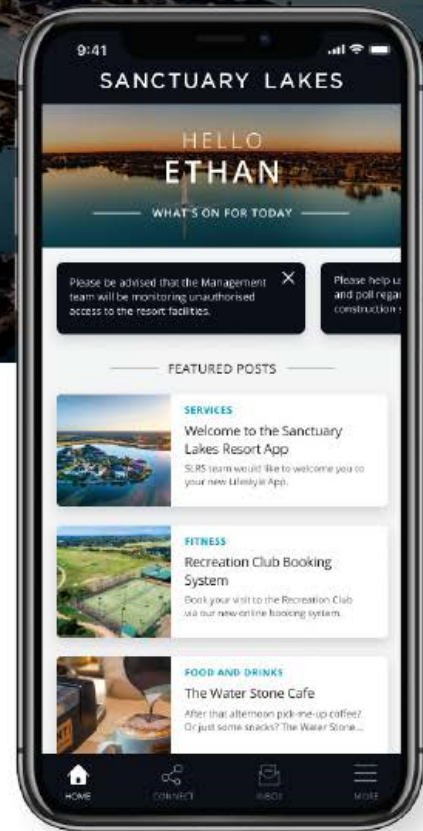 9:41
SANCTUARY LAKES
HELLO
ETHAN
WHAT'S ON FOR TODAY
Please be advised that the Management
team will be monitoring unauthorised
access to the resort facilities.
Please help us
and poll regar
construction s
FEATURED POSTS
SERVICES
Welcome to the Sanctuary
Lakes Resort App
SLRS team would like to welcome you to
your new Lifestyle App.
FITNESS
Recreation Club Booking
System
Book your visit to the Recreation Club
via our new online booking system.
FOOD AND DRINKS
The Water Stone Cafe
After that afternoon pick-me-up coffee?
Or just some snacks? The Water Stone...
HOME
CONNECT
INBOX
MORE